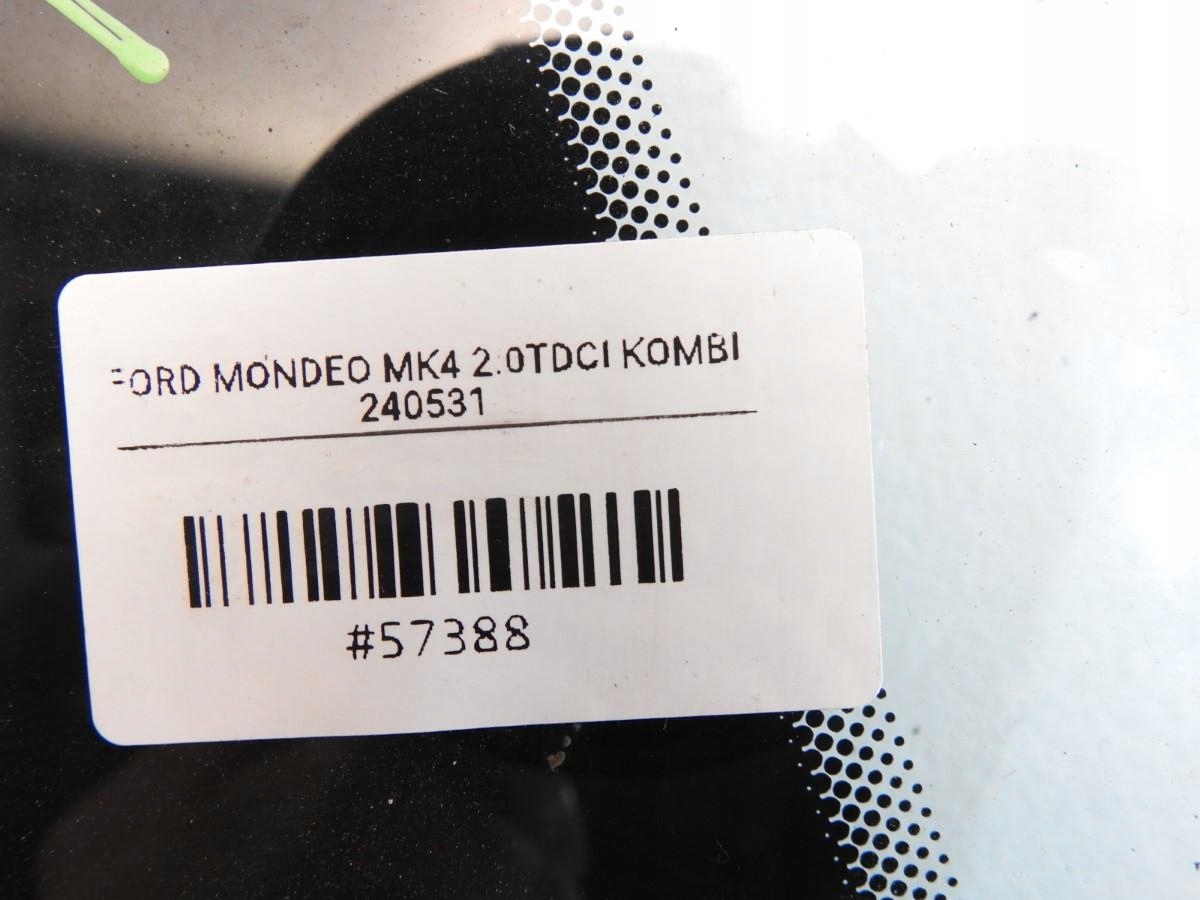 FORD MONDEO MK4 2.0TDCI KOMBI
240531
#57388